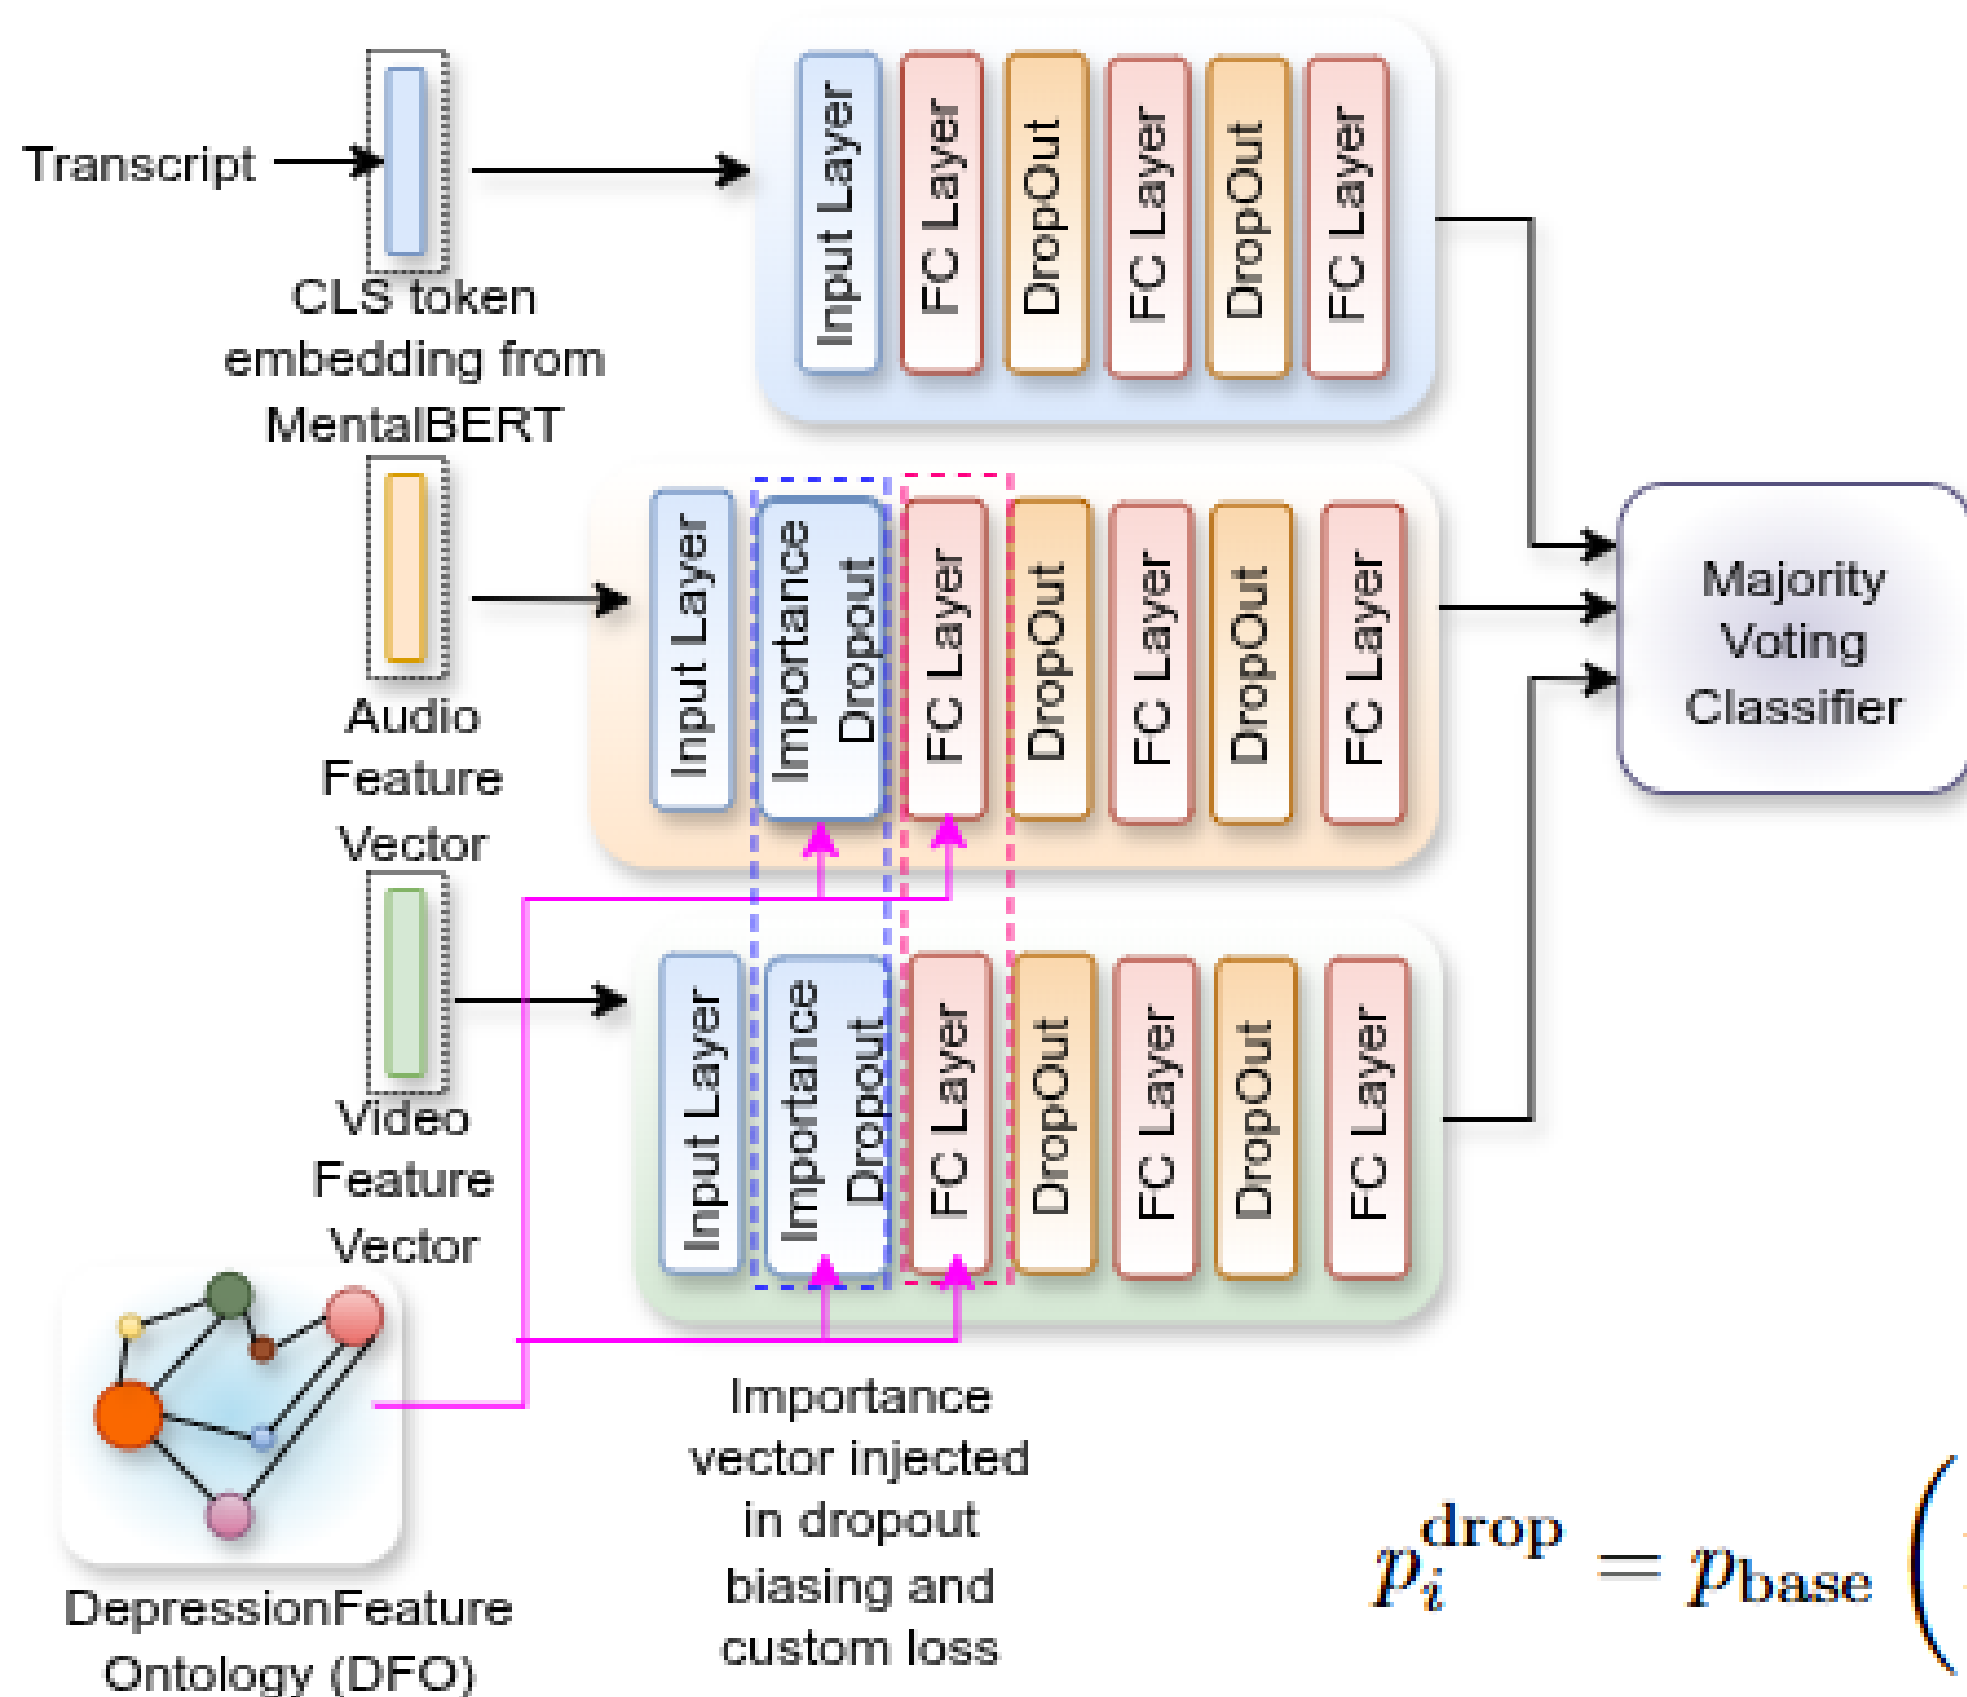 Transcript
CLS token
embedding from
MentalBERT
Input Layer
FC Layer
DropOut
FC Layer
DropOut
FC Layer
Audio
Feature
Vector
Input Layer
Importance
Dropout
FC Layer
DropOut
FC Layer
DropOut
FC Layer
Majority
Voting
Classifier
Video
Feature
Vector
Input Layer
Importance
Dropout
FC Layer
DropOut
FC Layer
DropOut
FC Layer
DepressionFeature
Ontology (DFO)
Importance
vector injected
in dropout
biasing and
custom loss
p_i^drop = p_base (